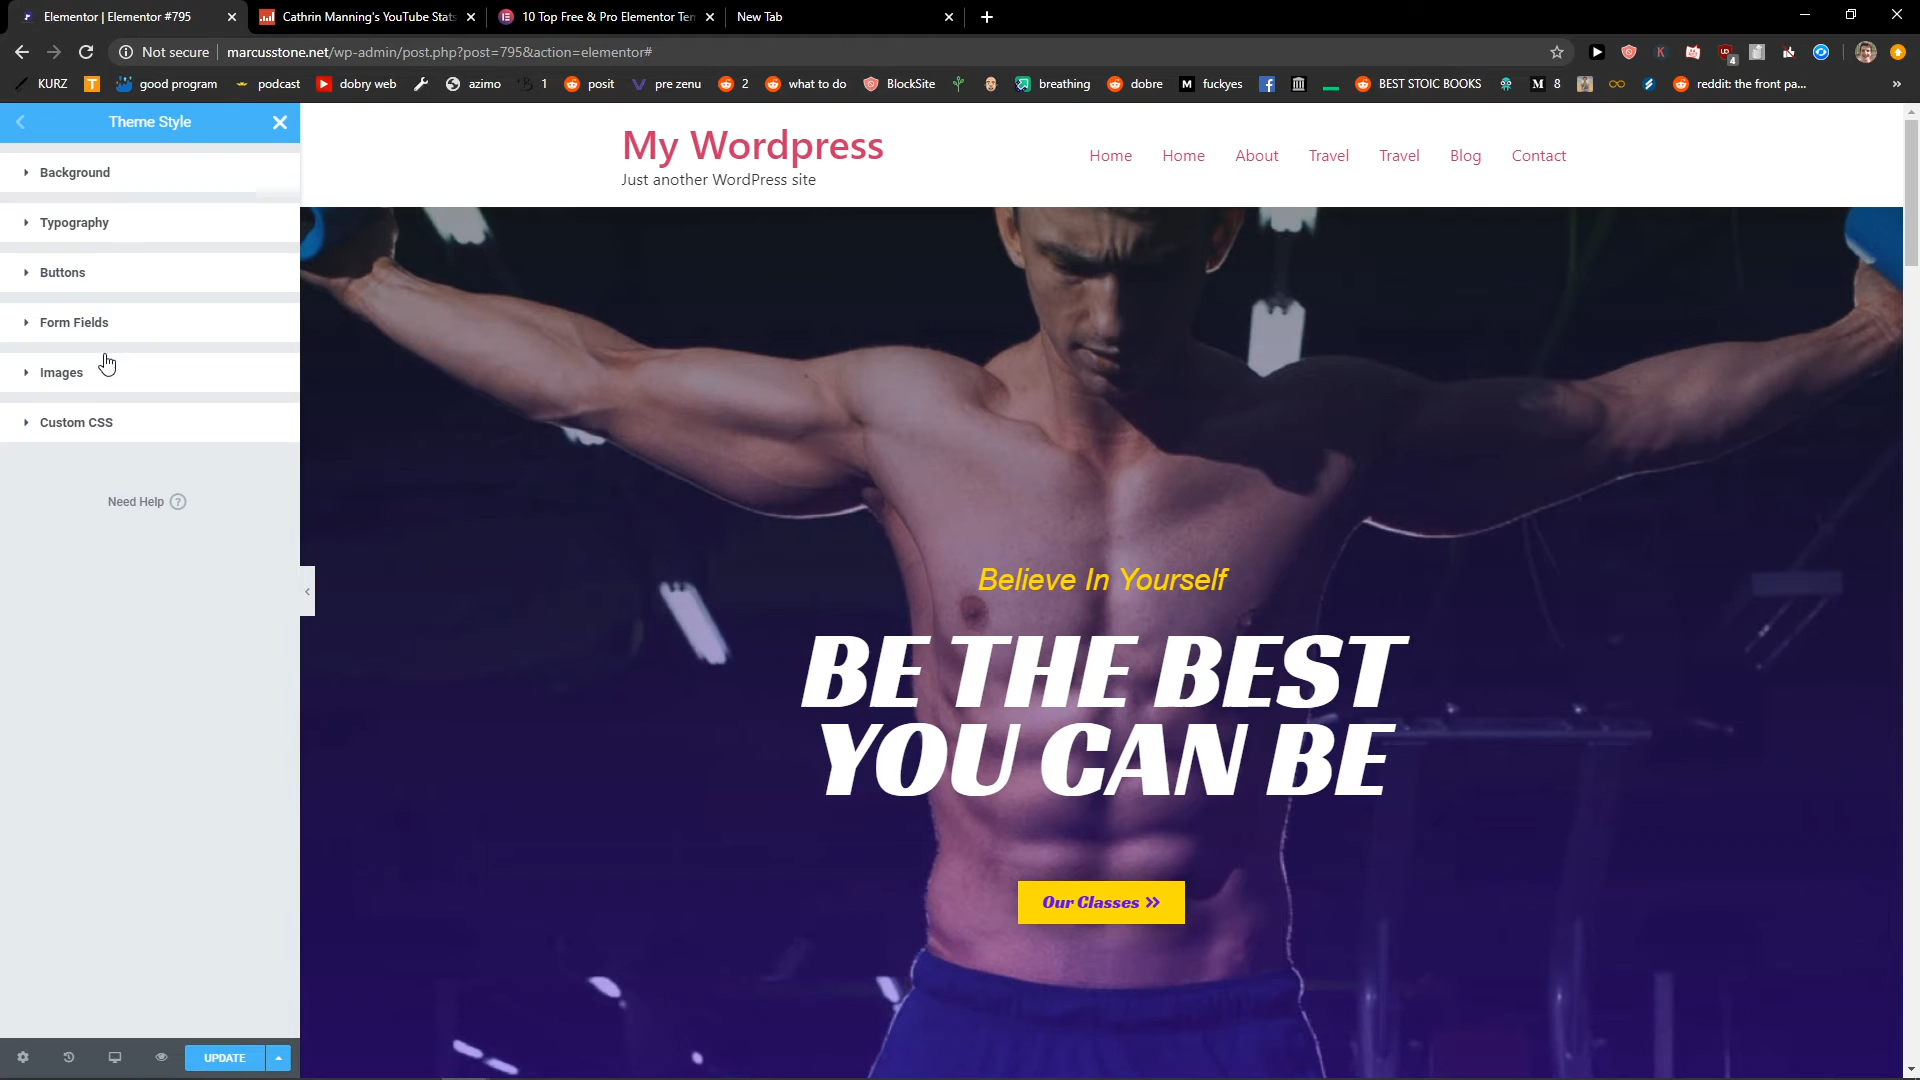 Elementor | Elementor #795
Cathrin Manning's YouTube Stats
10 Top Free & Pro Elementor Ten
New Tab
Not secure
marcusstone.net/wp-admin/post.php?post=795&action=elementor#
4
KURZ
T
good program
podcast
dobry web
azimo
1
posit
pre zenu
2
what to do
BlockSite
breathing
dobre
M
fuckyes
BEST STOIC BOOKS
M
8
reddit: the front pa...
»
Theme Style
Background
Typography
Buttons
Form Fields
Images
Custom CSS
Need Help ?
UPDATE
My Wordpress
Just another WordPress site
Home
Home
About
Travel
Travel
Blog
Contact
Believe In Yourself
BE THE BEST
YOU CAN BE
Our Classes »